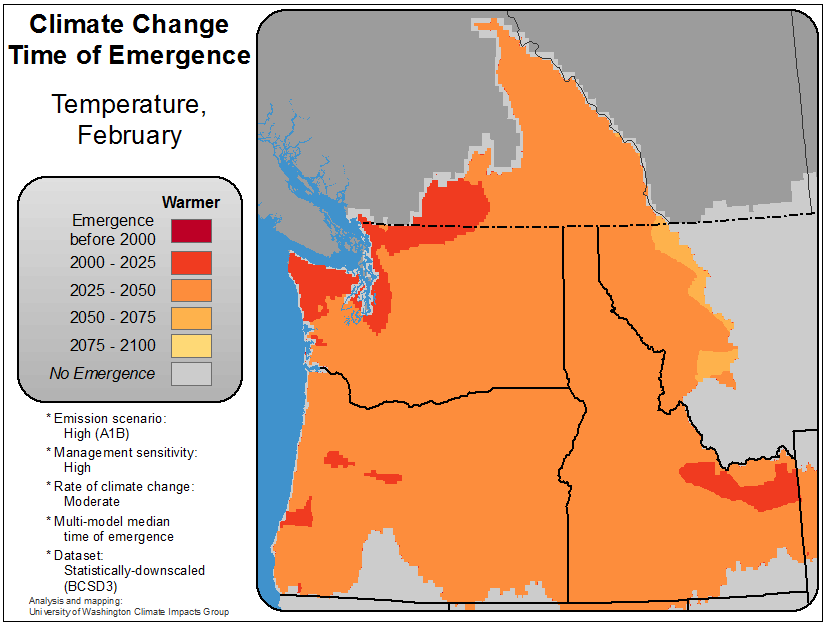 Climate Change
Time of Emergence
Temperature,
February
Warmer
Emergence
before 2000
2000 - 2025
2025 - 2050
2050 - 2075
2075 - 2100
No Emergence
* Emission scenario:
High (A1B)
* Management sensitivity:
High
* Rate of climate change:
Moderate
* Multi-model median
time of emergence
* Dataset:
Statistically-downscaled
(BCSD3)
Analysis and mapping:
University of Washington Climate Impacts Group